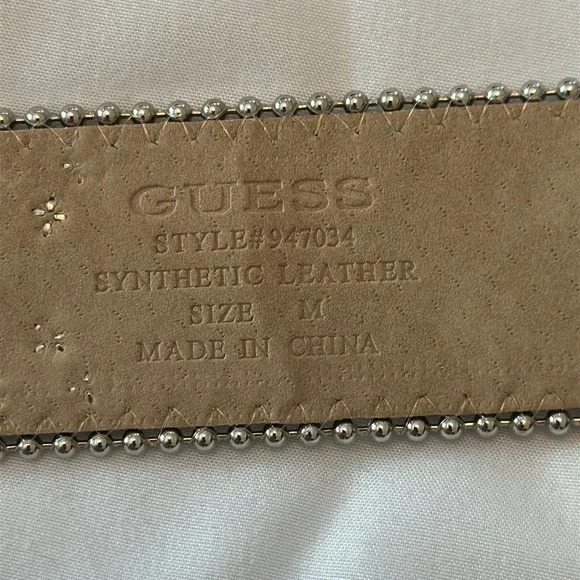 GUESS
STYLE#947034
SYNTHETIC LEATHER
SIZE M
MADE IN CHINA